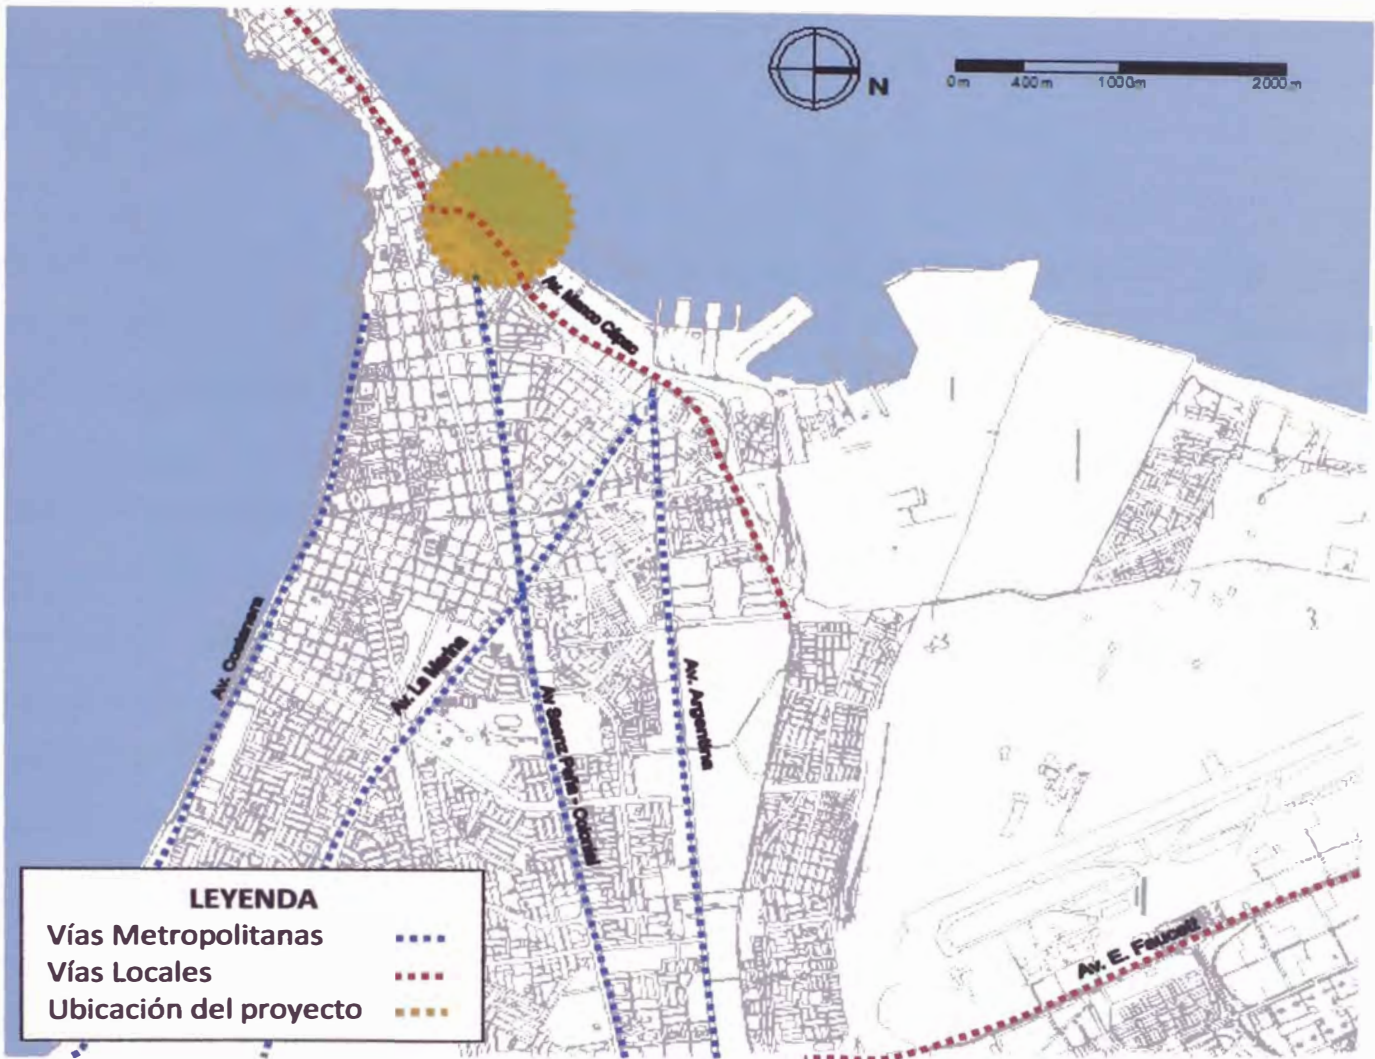 N
0m 400m 1000m 2000m
Av. Manco Cápac
Av. Costanera
Av. La Marina
Av Saenz Peña - Colonial
Av. Argentina
Av. E. Faucett
LEYENDA
Vías Metropolitanas
Vías Locales
Ubicación del proyecto